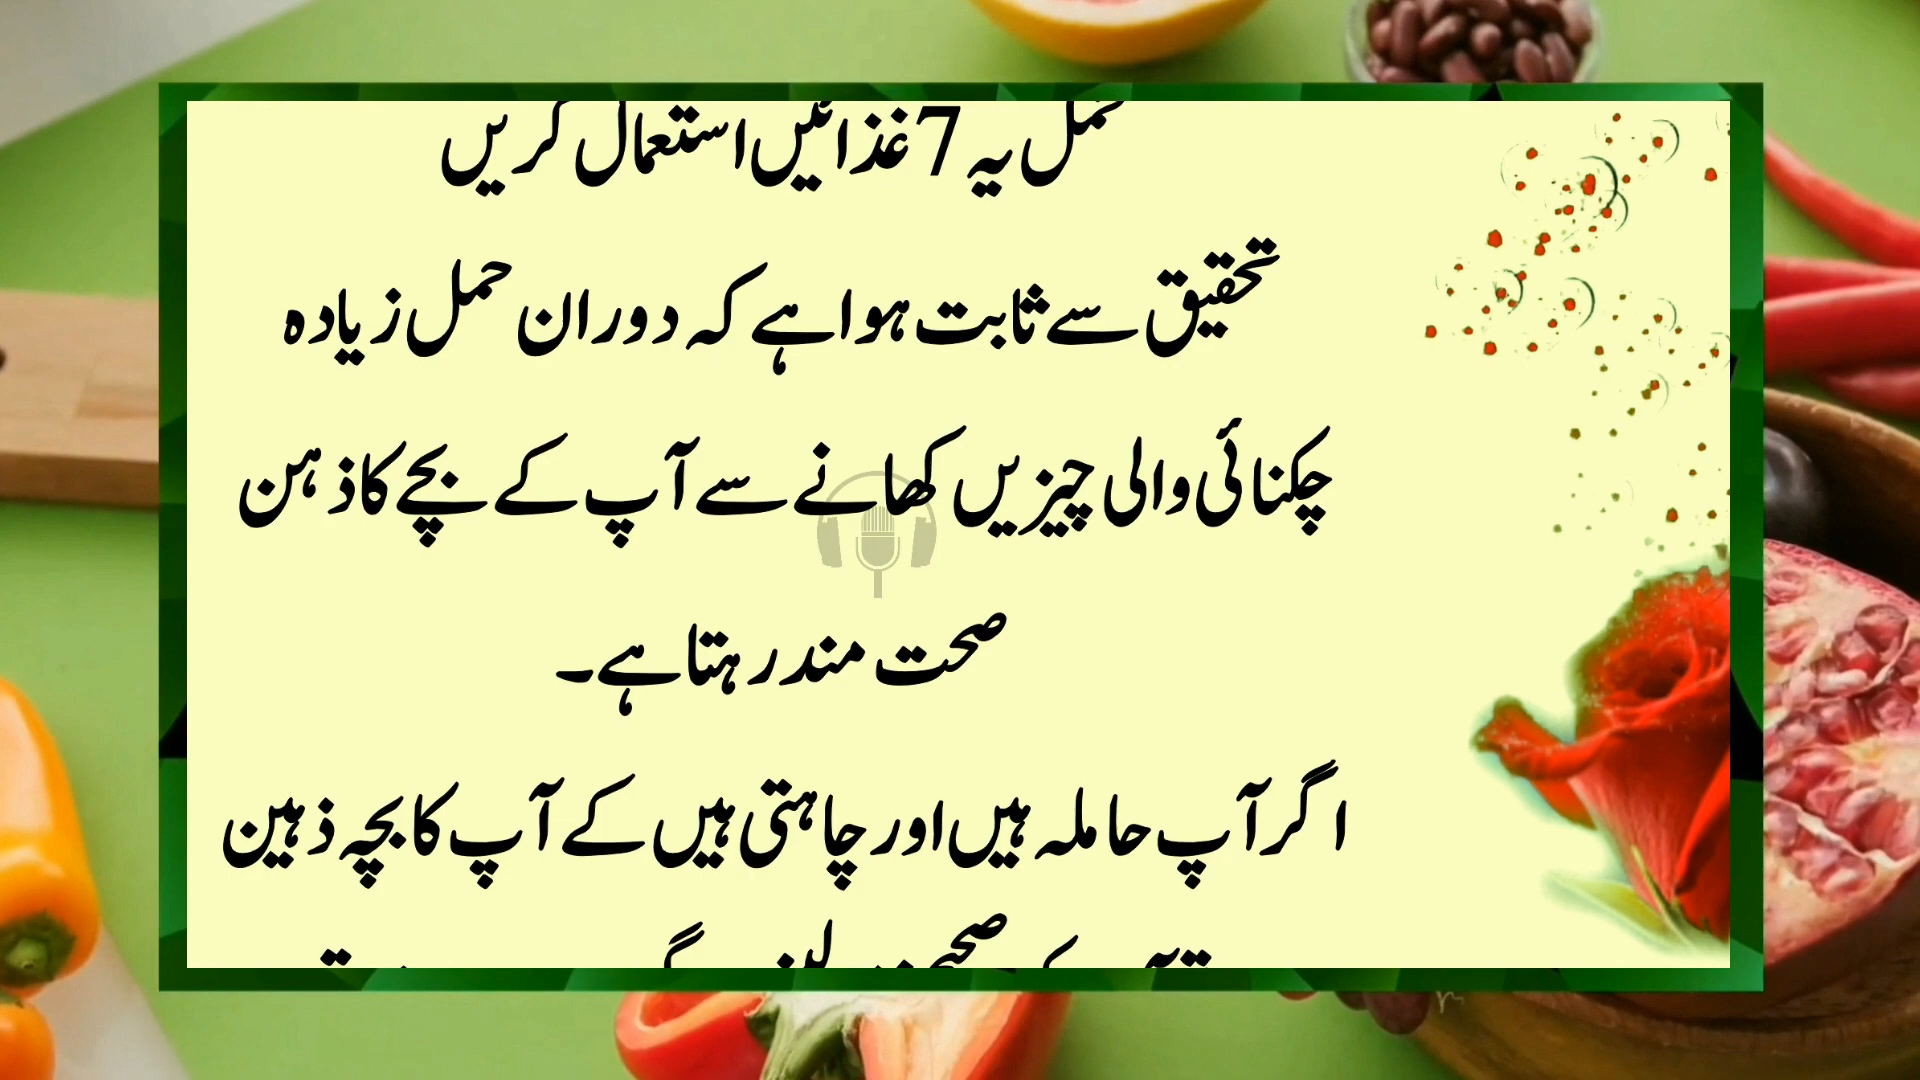 حمل یہ 7 غذائیں استعمال کریں
تحقیق سے ثابت ہوا ہے کہ دوران حمل زیادہ
چکنائی والی چیزیں کھانے سے آپ کے بچے کا ذہن
صحت مند رہتا ہے۔
اگر آپ حاملہ ہیں اور چاہتی ہیں کے آپ کا بچہ ذہین